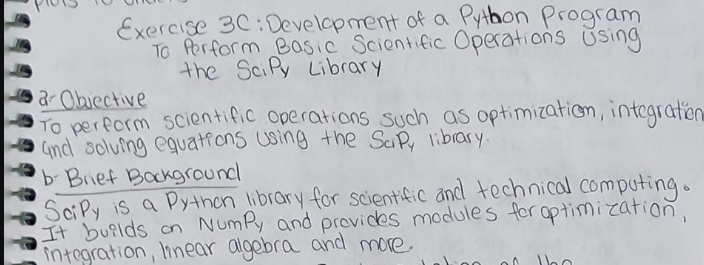 Exercise 3C: Development of a Python Program
To Perform Basic Scientific Operations Using
the SciPy Library
a- Objective
To perform scientific operations such as optimization, integration
and solving equations using the SciPy library.
b- Brief Background
SciPy is a Python library for scientific and technical computing.
It builds on NumPy and provides modules for optimization,
integration, linear algebra and more.